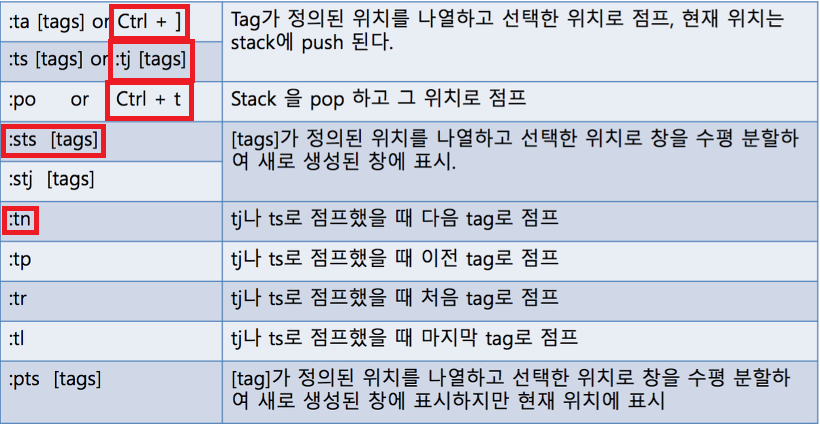 :ta [tags] or Ctrl + ]
Tag가 정의된 위치를 나열하고 선택한 위치로 점프, 현재 위치는
stack에 push 된다.
:ts [tags] or :tj [tags]
:po or Ctrl + t
Stack 을 pop 하고 그 위치로 점프
:sts [tags]
[tags]가 정의된 위치를 나열하고 선택한 위치로 창을 수평 분할하
여 새로 생성된 창에 표시.
:stj [tags]
:tn
tj나 ts로 점프했을 때 다음 tag로 점프
:tp
tj나 ts로 점프했을 때 이전 tag로 점프
:tr
tj나 ts로 점프했을 때 처음 tag로 점프
:tl
tj나 ts로 점프했을 때 마지막 tag로 점프
:pts [tags]
[tag]가 정의된 위치를 나열하고 선택한 위치로 창을 수평 분할하
여 새로 생성된 창에 표시하지만 현재 위치에 표시